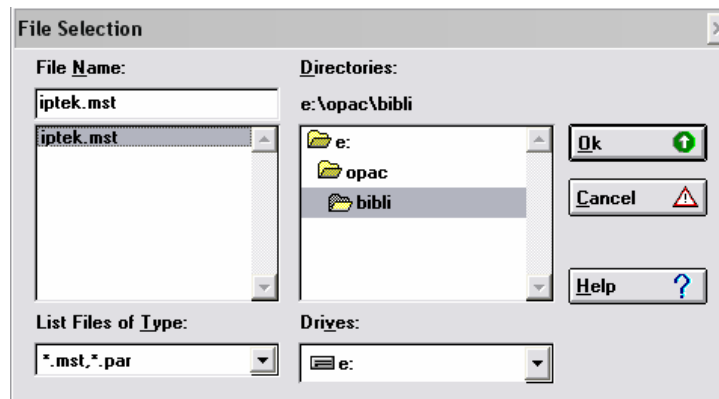 File Selection
File Name:
iptek.mst
iptek.mst
List Files of Type:
*.mst,*.par
Directories:
e:\opac\bibli
e:
opac
bibli
Drives:
e:
Ok
Cancel
Help